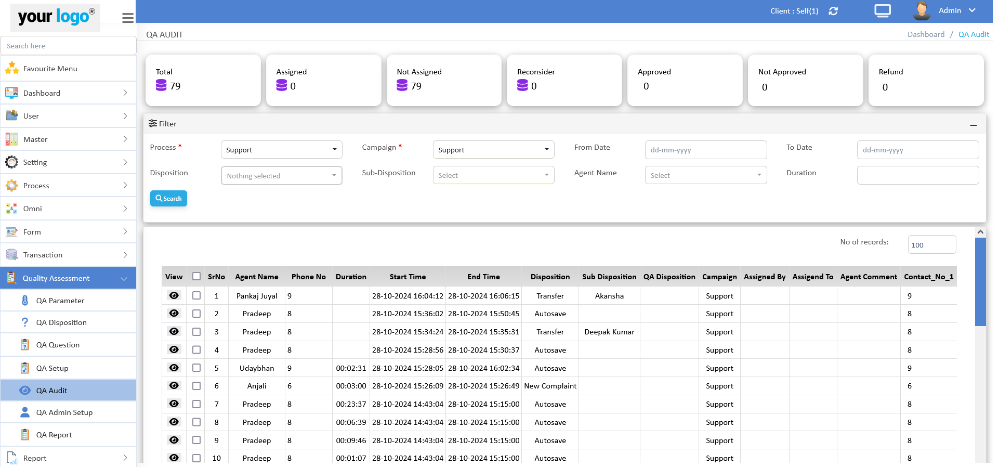 your logo®
Client : Self(1)
Admin
QA AUDIT
Dashboard / QA Audit
Search here
Favourite Menu
Dashboard
User
Master
Setting
Process
Omni
Form
Transaction
Quality Assessment
QA Parameter
QA Disposition
QA Question
QA Setup
QA Audit
QA Admin Setup
QA Report
Report
Total
79
Assigned
0
Not Assigned
79
Reconsider
0
Approved
0
Not Approved
0
Refund
0
Filter
Process * Support Campaign * Support From Date dd-mm-yyyy To Date dd-mm-yyyy
Disposition Nothing selected Sub-Disposition Select Agent Name Select Duration
Search
No of records: 100
View SrNo Agent Name Phone No Duration Start Time End Time Disposition Sub Disposition QA Disposition Campaign Assigned By Assigend To Agent Comment Contact_No_1
1 Pankaj Juyal 9 28-10-2024 16:04:12 28-10-2024 16:06:15 Transfer Akansha Support 9
2 Pradeep 8 28-10-2024 15:36:02 28-10-2024 15:50:45 Autosave Support 8
3 Pradeep 8 28-10-2024 15:34:24 28-10-2024 15:35:31 Transfer Deepak Kumar Support 8
4 Pradeep 8 28-10-2024 15:28:56 28-10-2024 15:30:37 Autosave Support 8
5 Udaybhan 9 00:02:31 28-10-2024 15:28:05 28-10-2024 16:02:34 Autosave Support 9
6 Anjali 6 00:03:00 28-10-2024 15:26:09 28-10-2024 15:26:49 New Complaint Support 6
7 Pradeep 8 00:23:37 28-10-2024 14:43:04 28-10-2024 15:15:00 Autosave Support 8
8 Pradeep 8 00:06:39 28-10-2024 14:43:04 28-10-2024 15:15:00 Autosave Support 8
9 Pradeep 8 00:09:46 28-10-2024 14:43:04 28-10-2024 15:15:00 Autosave Support 8
10 Pradeep 8 00:01:07 28-10-2024 14:43:04 28-10-2024 15:15:00 Autosave Support 8